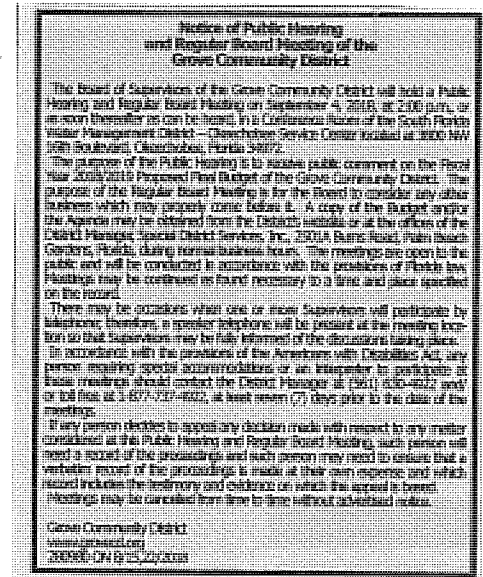 Notice of Public Hearing
and Regular Board Meeting of the
Grove Community District
The Board of Supervisors of the Grove Community District will hold a Public
Hearing and Regular Board Meeting on September 4, 2018, at 2:00 p.m., or
as soon thereafter as can be heard, in a Conference Room of the South Florida
Water Management District – Okeechobee Service Center located at 3800 NW
Boulevard, Okeechobee, Florida 34972.
The purpose of the Public Hearing is to receive public comment on the Fiscal
Year 2018/2019 Proposed Final Budget of the Grove Community District. The
purpose of the Regular Board Meeting is for the Board to consider any other
business which may properly come before it. A copy of the Budget and/or
the Agenda may be obtained from the District's website or at the offices of the
District Manager, Special District Services, Inc., 2501A Burns Road, Palm Beach
Gardens, Florida, during normal business hours. The meetings are open to the
public and will be conducted in accordance with the provisions of Florida law.
Meetings may be continued as found necessary to a time and place specified
on the record.
There may be occasions when one or more Supervisors will participate by
telephone; therefore, a speaker telephone will be present at the meeting loca-
tion so that Supervisors may be fully informed of the discussions taking place.
In accordance with the provisions of the Americans with Disabilities Act, any
person requiring special accommodations or an interpreter to participate at
these meetings should contact the District Manager at (561) 630-4922 and/
or toll free at 1-877-737-4922, at least seven (7) days prior to the date of the
meetings.
If any person decides to appeal any decision made with respect to any matter
considered at this Public Hearing and Regular Board Meeting, such person will
need a record of the proceedings and such person may need to ensure that a
verbatim record of the proceedings is made at their own expense and which
record includes the testimony and evidence on which the appeal is based.
Meetings may be cancelled from time to time without advertised notice.
Grove Community District
ON 8/15,22/2018